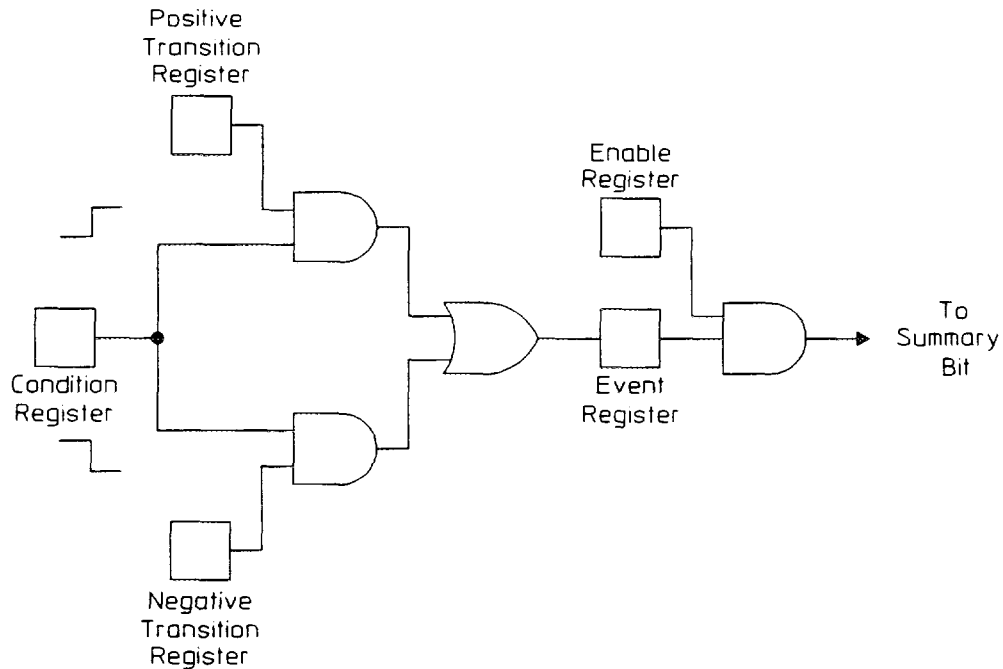 Positive
Transition
Register
Enable
Register
Condition
Register
Event
Register
To
Summary
Bit
Negative
Transition
Register